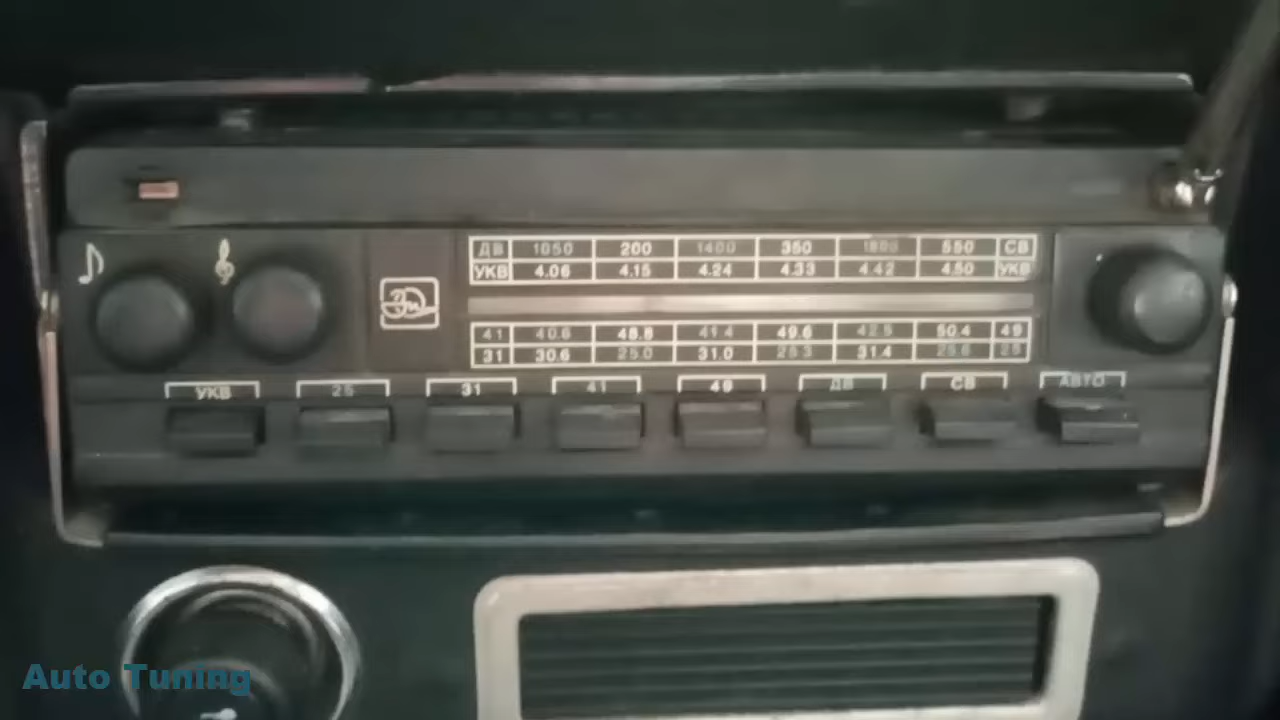 ДВ 1050 200 1400 350 1800 550 СВ
УКВ 4.06 4.15 4.24 4.33 4.42 4.50 УКВ
41 40.6 48.8 41.4 49.6 42.5 50.4 49
31 30.6 25.0 31.0 25.3 31.4 25.6 25
УКВ 25 31 41 49 ДВ СВ АВТО
Auto Tuning